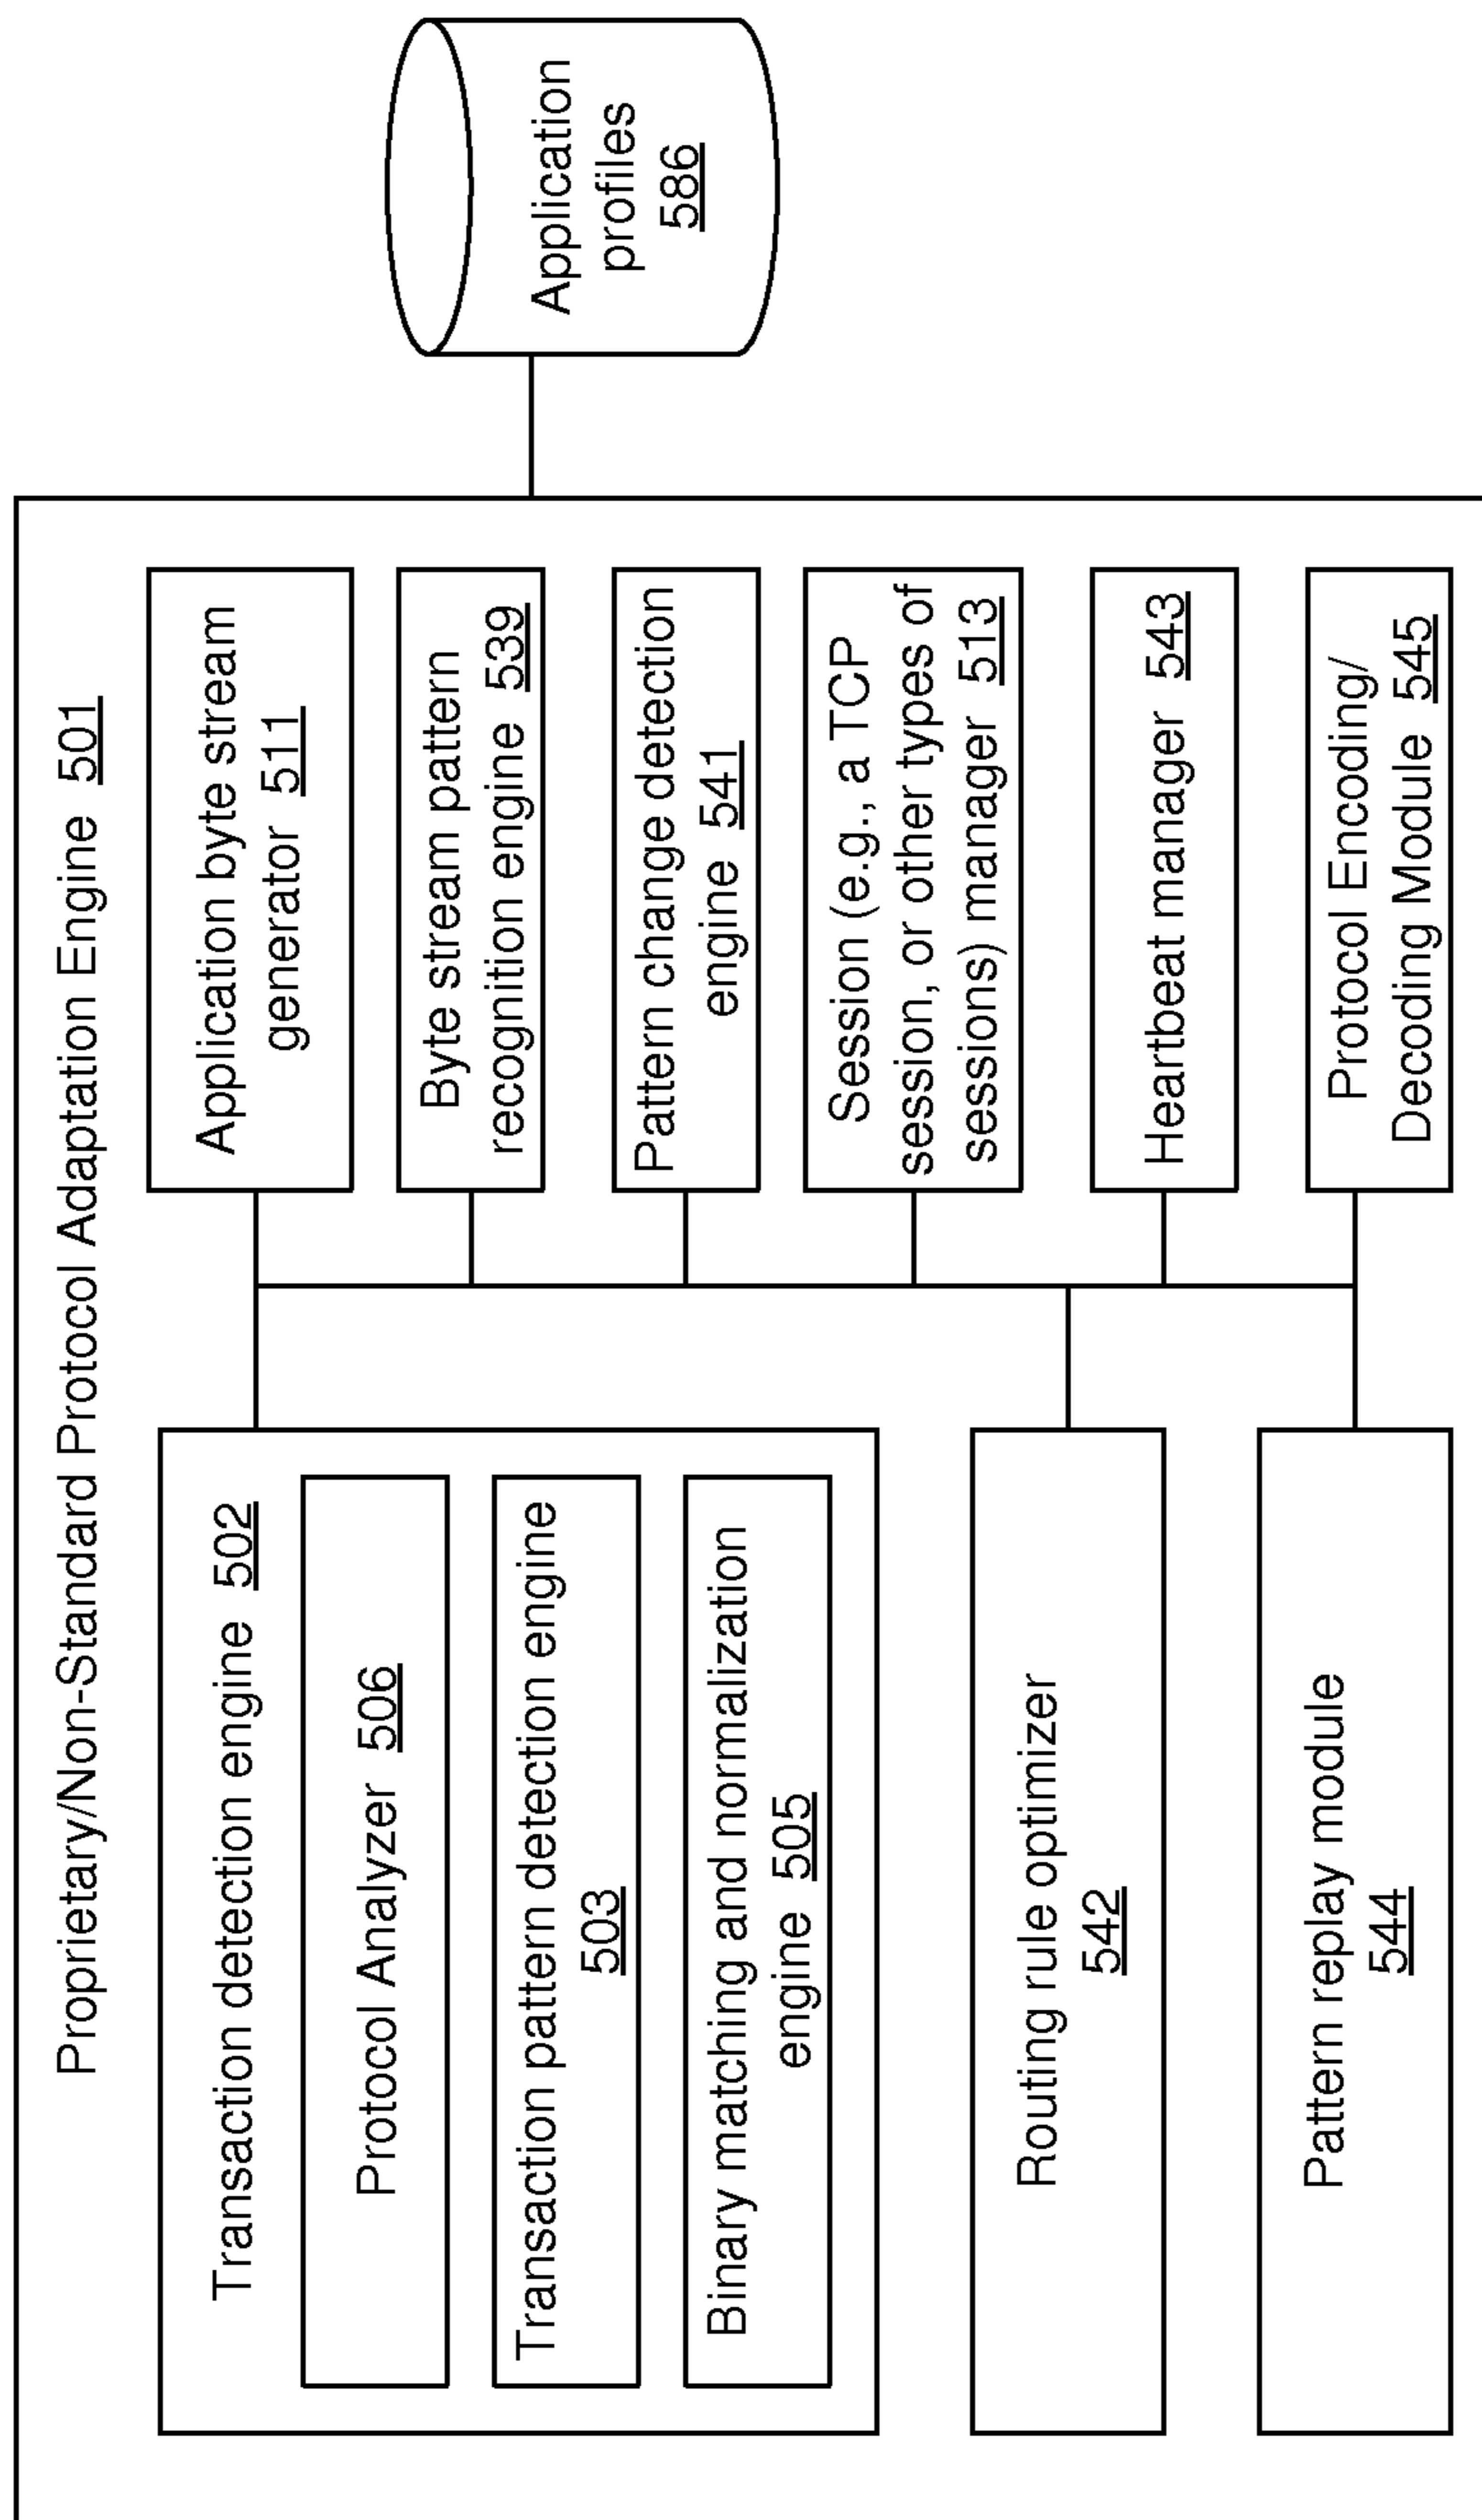 Proprietary/Non-Standard Protocol Adaptation Engine 501
Transaction detection engine 502
Protocol Analyzer 506
Transaction pattern detection engine
503
Binary matching and normalization
engine 505
Routing rule optimizer
542
Pattern replay module
544
Application byte stream
generator 511
Byte stream pattern
recognition engine 539
Pattern change detection
engine 541
Session (e.g., a TCP
session, or other types of
sessions) manager 513
Heartbeat manager 543
Protocol Encoding/
Decoding Module 545
Application
profiles
586